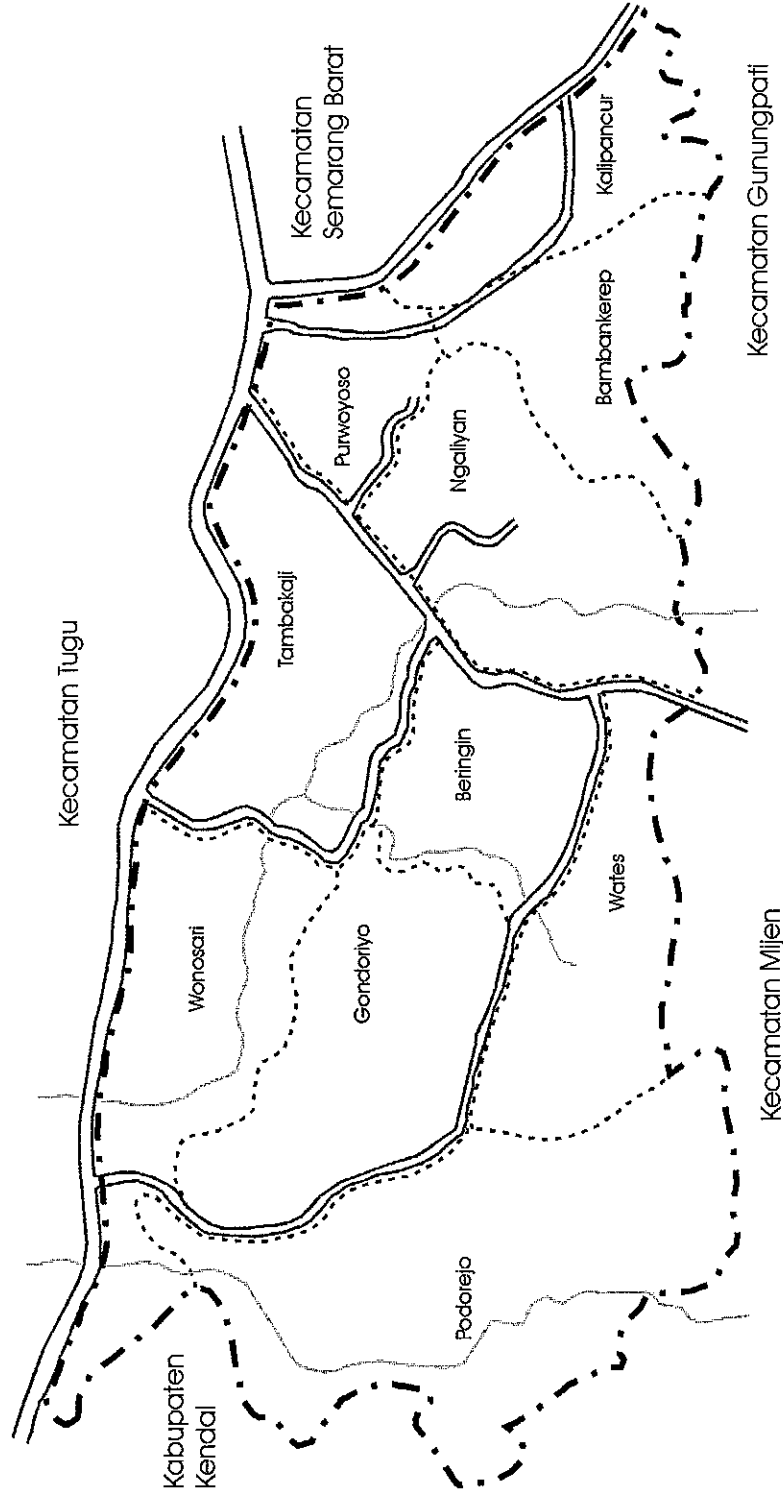 Kecamatan Tugu
Kecamatan
Semarang Barat
Kabupaten
Kendal
Wonosari
Tambakaji
Purwoyoso
Gondoriyo
Beringin
Ngaliyan
Kalipancur
Podorejo
Wates
Bambankerep
Kecamatan Mijen
Kecamatan Gunungpati